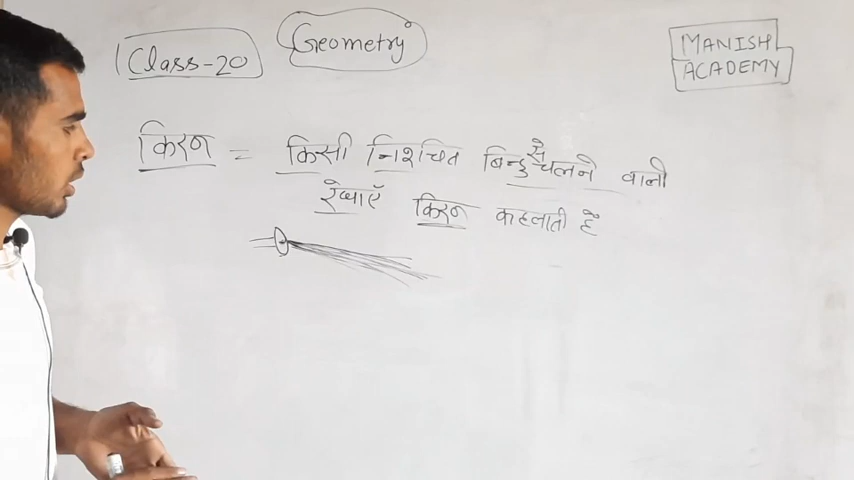 Class-20
Geometry
MANISH
ACADEMY
किरण = किसी निश्चित बिन्दु से चलने वाली
रेखाएँ किरण कहलाती हैं